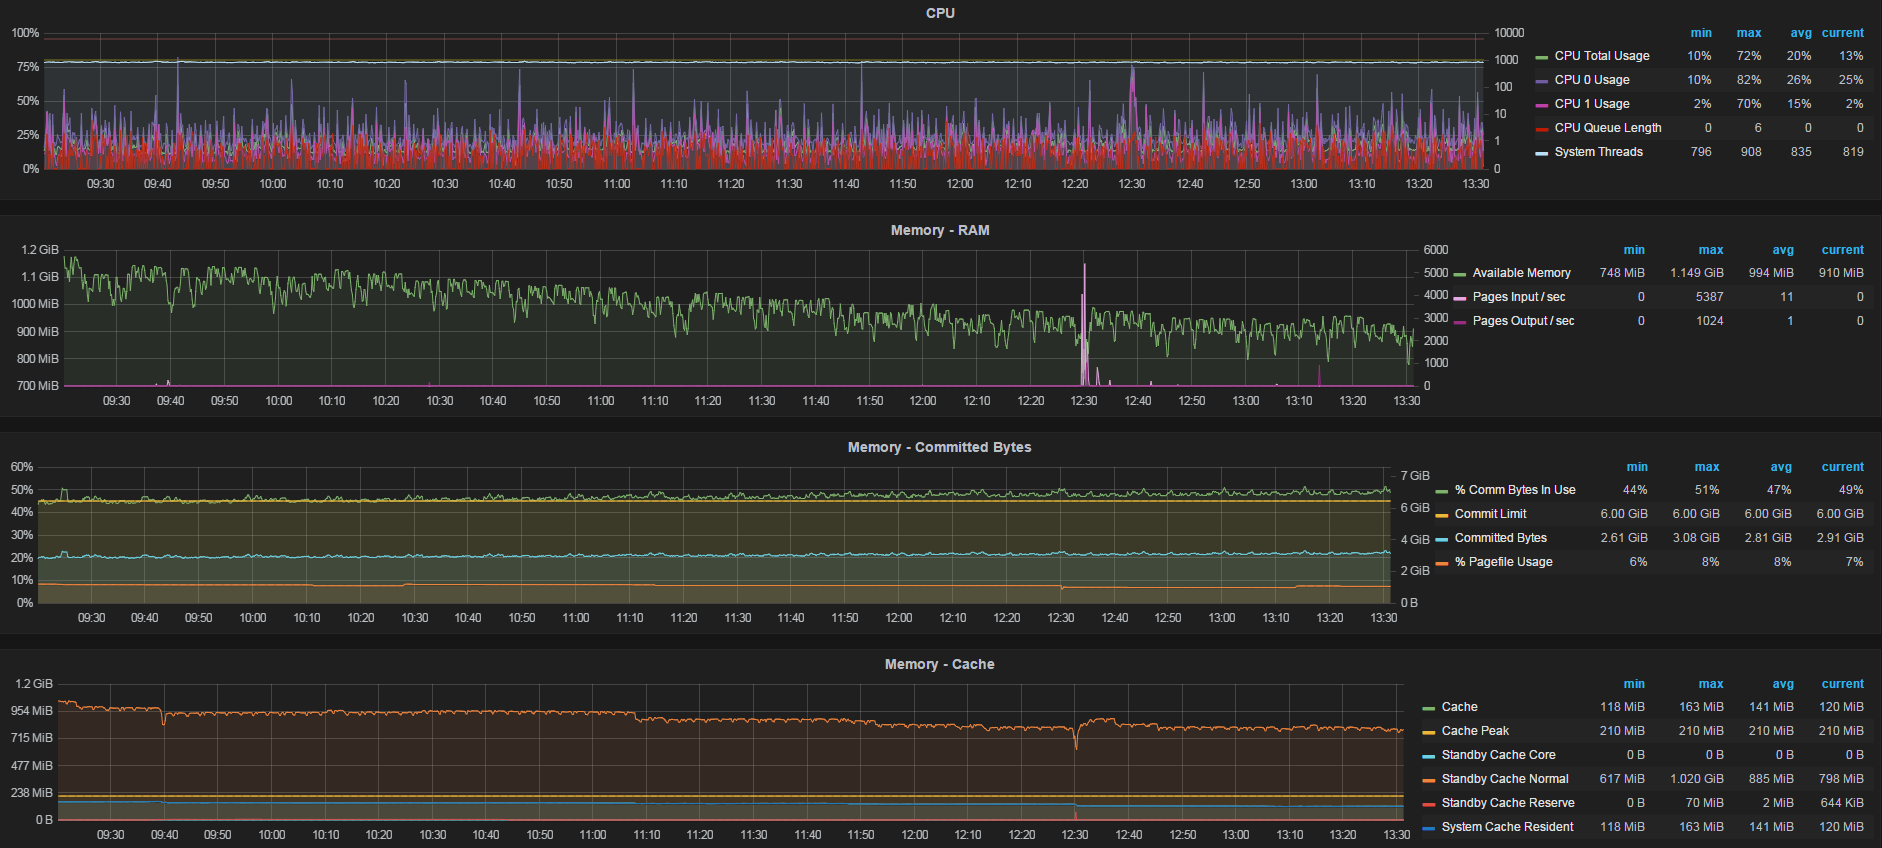 CPU
100%
75%
50%
25%
0%
10000
1000
100
10
1
0
09:30 09:40 09:50 10:00 10:10 10:20 10:30 10:40 10:50 11:00 11:10 11:20 11:30 11:40 11:50 12:00 12:10 12:20 12:30 12:40 12:50 13:00 13:10 13:20 13:30
min max avg current
CPU Total Usage 10% 72% 20% 13%
CPU 0 Usage 10% 82% 26% 25%
CPU 1 Usage 2% 70% 15% 2%
CPU Queue Length 0 6 0 0
System Threads 796 908 835 819
Memory - RAM
1.2 GiB
1.1 GiB
1000 MiB
900 MiB
800 MiB
700 MiB
6000
5000
4000
3000
2000
1000
0
09:30 09:40 09:50 10:00 10:10 10:20 10:30 10:40 10:50 11:00 11:10 11:20 11:30 11:40 11:50 12:00 12:10 12:20 12:30 12:40 12:50 13:00 13:10 13:20 13:30
min max avg current
Available Memory 748 MiB 1.149 GiB 994 MiB 910 MiB
Pages Input / sec 0 5387 11 0
Pages Output / sec 0 1024 1 0
Memory - Committed Bytes
60%
50%
40%
30%
20%
10%
0%
7 GiB
6 GiB
4 GiB
2 GiB
0 B
09:30 09:40 09:50 10:00 10:10 10:20 10:30 10:40 10:50 11:00 11:10 11:20 11:30 11:40 11:50 12:00 12:10 12:20 12:30 12:40 12:50 13:00 13:10 13:20 13:30
min max avg current
% Comm Bytes In Use 44% 51% 47% 49%
Commit Limit 6.00 GiB 6.00 GiB 6.00 GiB 6.00 GiB
Committed Bytes 2.61 GiB 3.08 GiB 2.81 GiB 2.91 GiB
% Pagefile Usage 6% 8% 8% 7%
Memory - Cache
1.2 GiB
954 MiB
715 MiB
477 MiB
238 MiB
0 B
09:30 09:40 09:50 10:00 10:10 10:20 10:30 10:40 10:50 11:00 11:10 11:20 11:30 11:40 11:50 12:00 12:10 12:20 12:30 12:40 12:50 13:00 13:10 13:20 13:30
min max avg current
Cache 118 MiB 163 MiB 141 MiB 120 MiB
Cache Peak 210 MiB 210 MiB 210 MiB 210 MiB
Standby Cache Core 0 B 0 B 0 B 0 B
Standby Cache Normal 617 MiB 1.020 GiB 885 MiB 798 MiB
Standby Cache Reserve 0 B 70 MiB 2 MiB 644 KiB
System Cache Resident 118 MiB 163 MiB 141 MiB 120 MiB